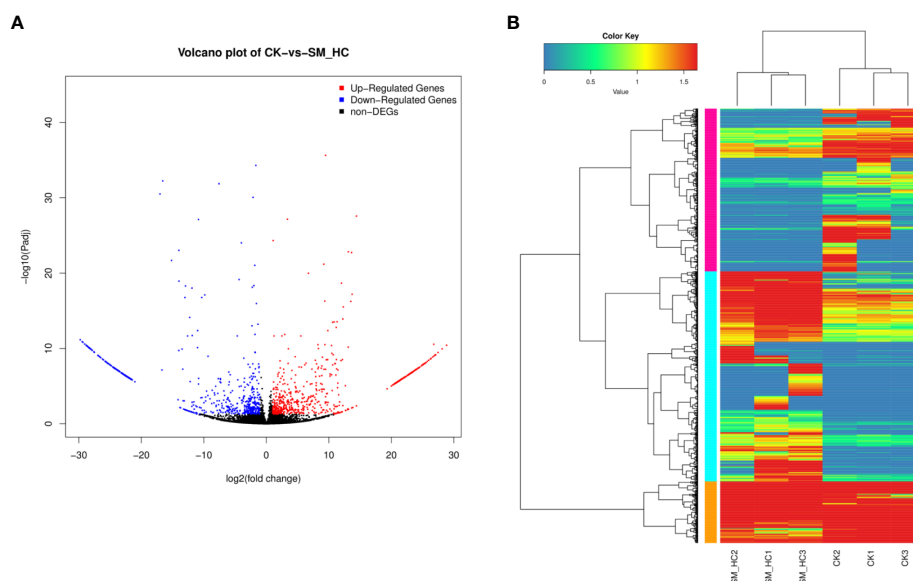 A
Volcano plot of CK-vs-SM_HC
Up-Regulated Genes
Down-Regulated Genes
non-DEGs
-log10(Padj)
40
30
20
10
0
-30 -20 -10 0 10 20 30
log2(fold change)
B
Color Key
0 0.5 1 1.5
Value
SM_HC2
SM_HC1
SM_HC3
CK2
CK1
CK3